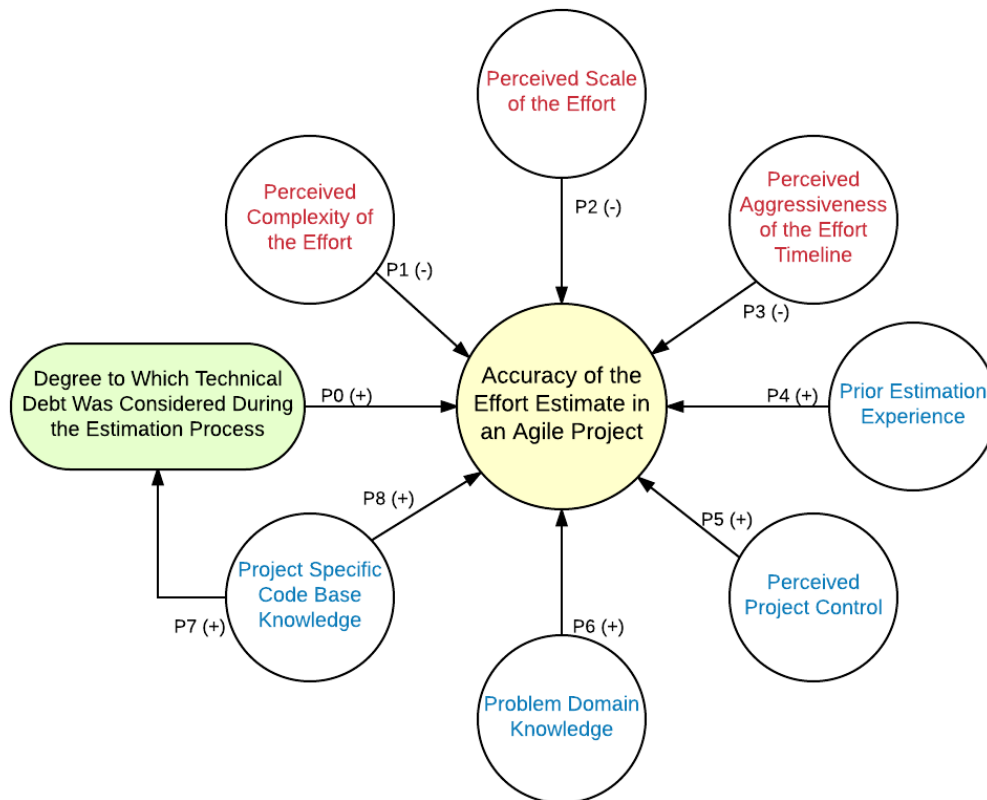 Perceived Scale
of the Effort
Perceived
Complexity of
the Effort
Perceived
Aggressiveness
of the Effort
Timeline
P2 (-)
P1 (-)
P3 (-)
Degree to Which Technical
Debt Was Considered During
the Estimation Process
P0 (+)
Accuracy of the
Effort Estimate in
an Agile Project
P4 (+)
Prior Estimation
Experience
P8 (+)
P5 (+)
Project Specific
Code Base
Knowledge
Perceived
Project Control
P7 (+)
P6 (+)
Problem Domain
Knowledge